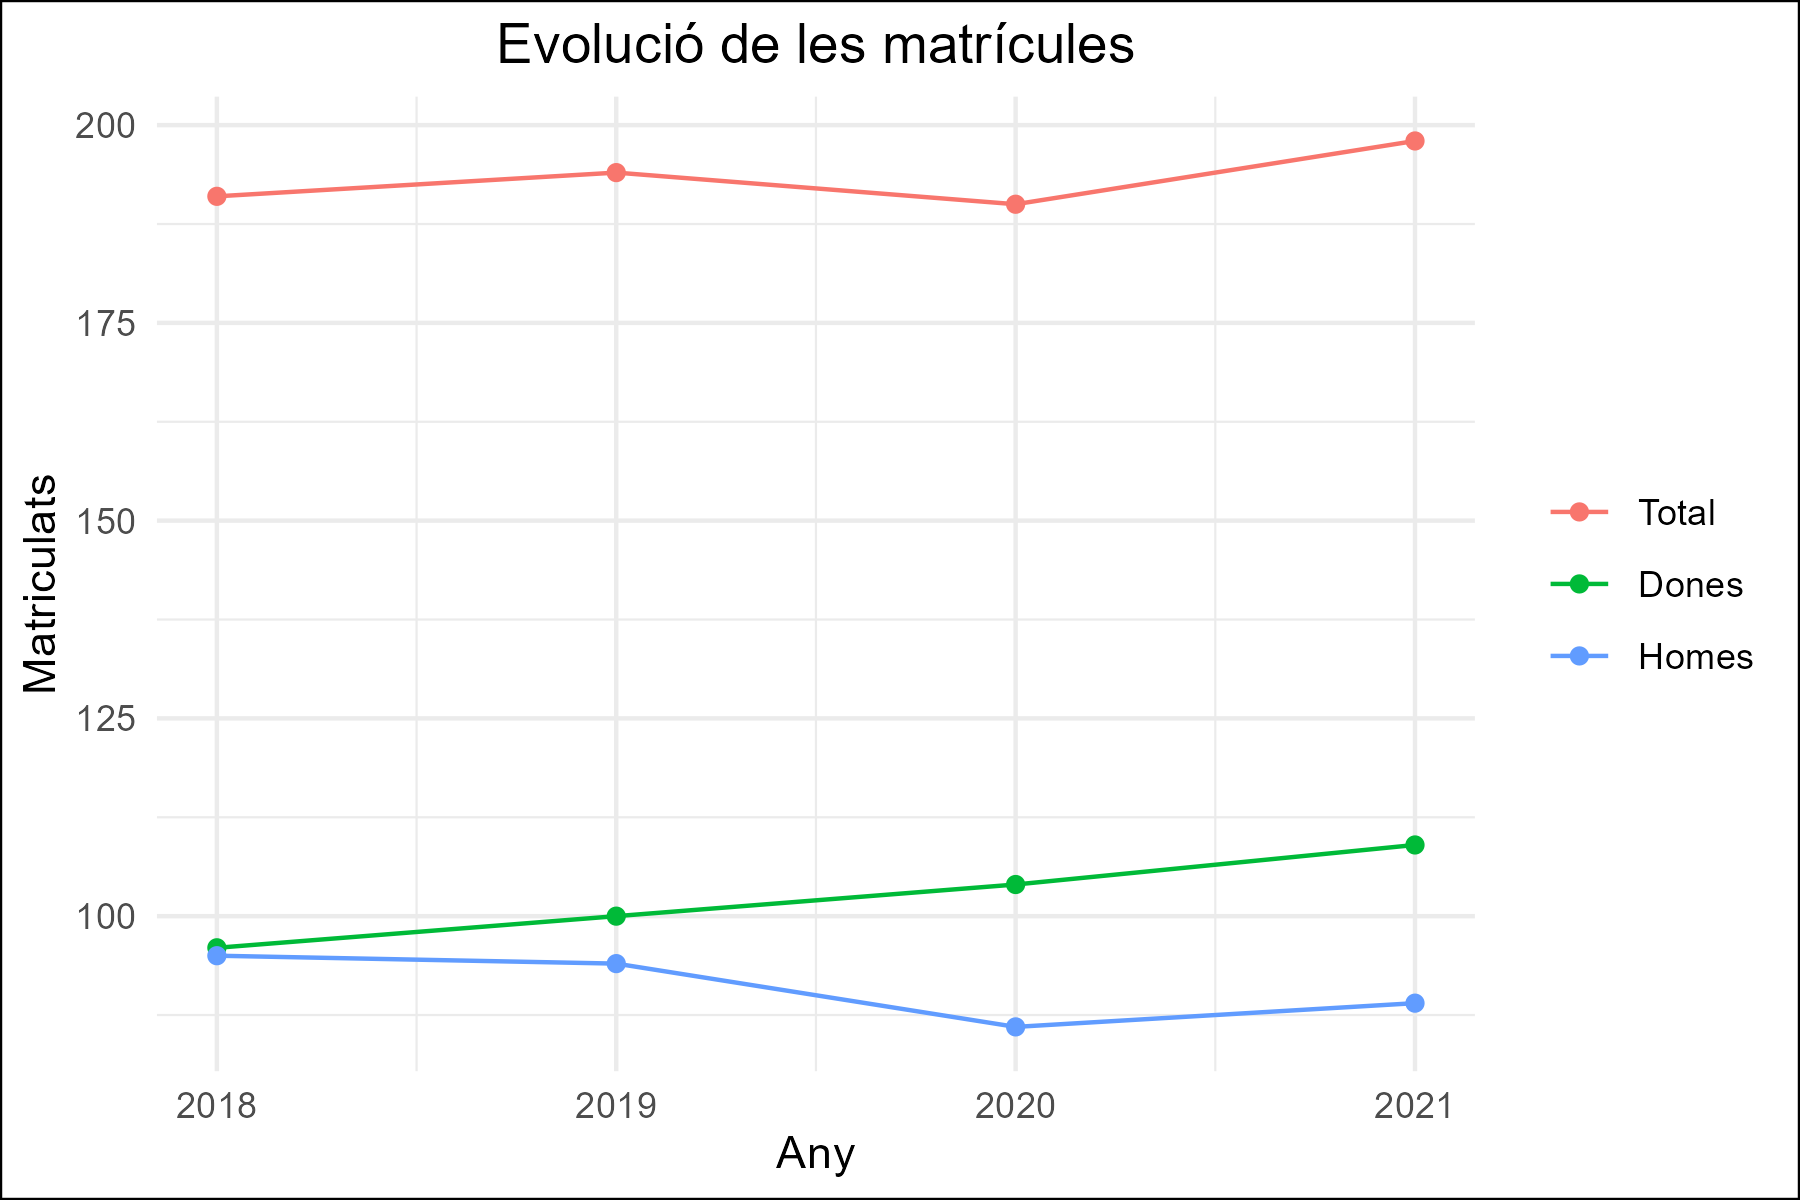 Evolució de les matrícules
Matriculats
200
175
150
125
100
2018
2019
2020
2021
Any
Total
Dones
Homes